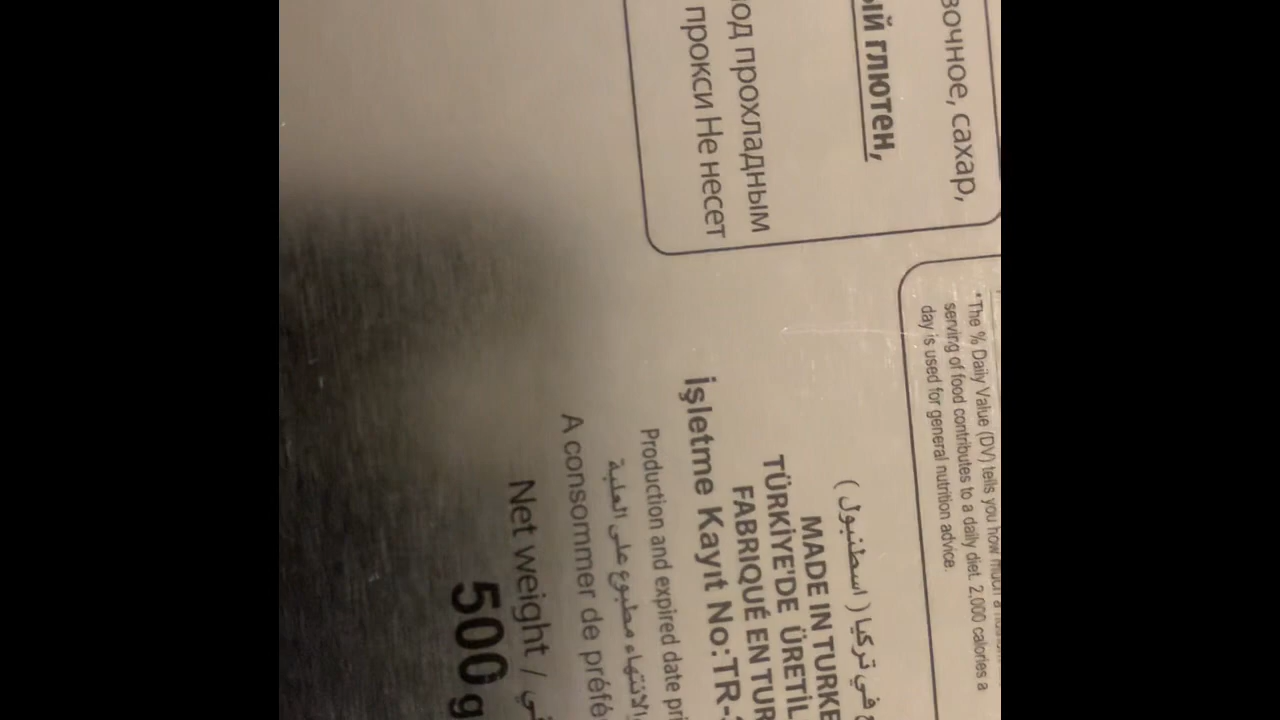 вочное, сахар,
ый глютен,
од прохладным
прокси Не несет
*The % Daily Value (DV) tells you how much a
serving of food contributes to a daily diet. 2,000 calories a
day is used for general nutrition advice.
في تركيا ( اسطنبول )
MADE IN TURKE
TÜRKİYE'DE ÜRETİL
FABRIQUÉ EN TUR
İşletme Kayıt No:TR-
Production and expired date pri
الانتهاء مطبوع على العلبة
A consommer de préfé
Net weight /
500 g